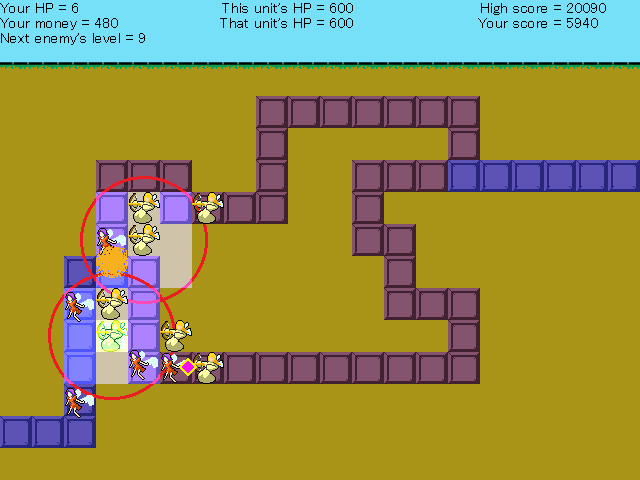 Your HP = 6
This unit's HP = 600
High score = 20090
Your money = 480
That unit's HP = 600
Your score = 5940
Next enemy's level = 9